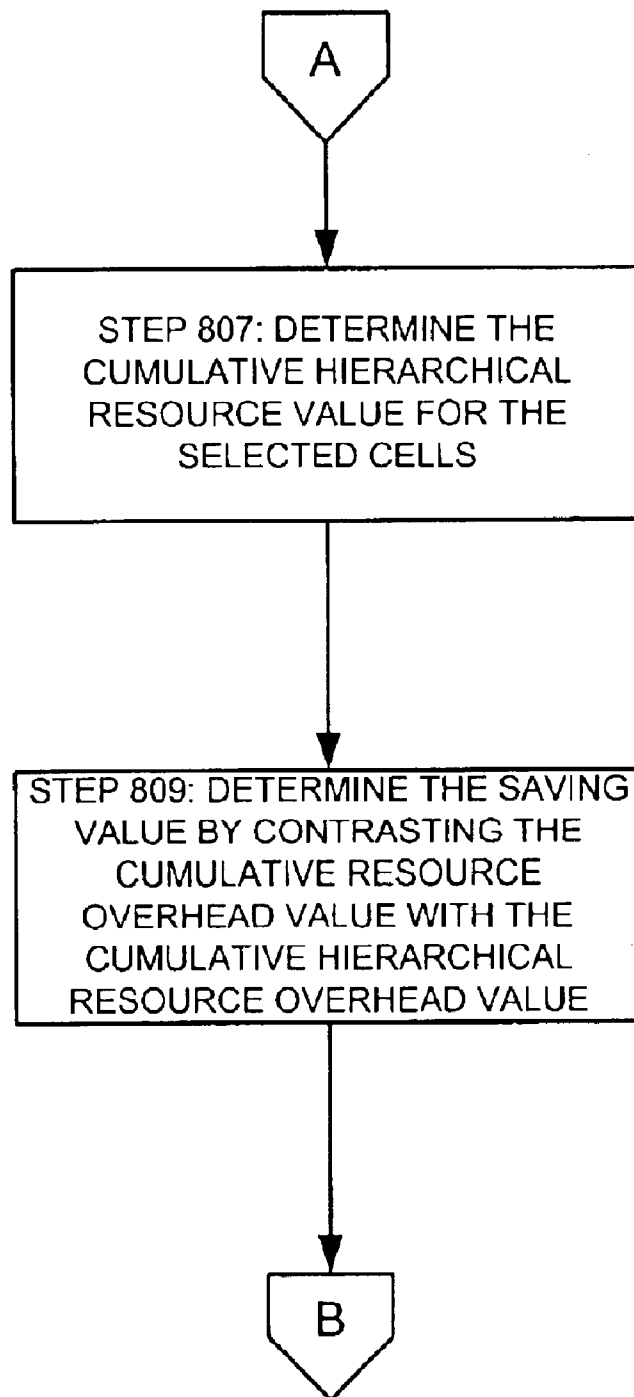 A
STEP 807: DETERMINE THE
CUMULATIVE HIERARCHICAL
RESOURCE VALUE FOR THE
SELECTED CELLS
STEP 809: DETERMINE THE SAVING
VALUE BY CONTRASTING THE
CUMULATIVE RESOURCE
OVERHEAD VALUE WITH THE
CUMULATIVE HIERARCHICAL
RESOURCE OVERHEAD VALUE
B